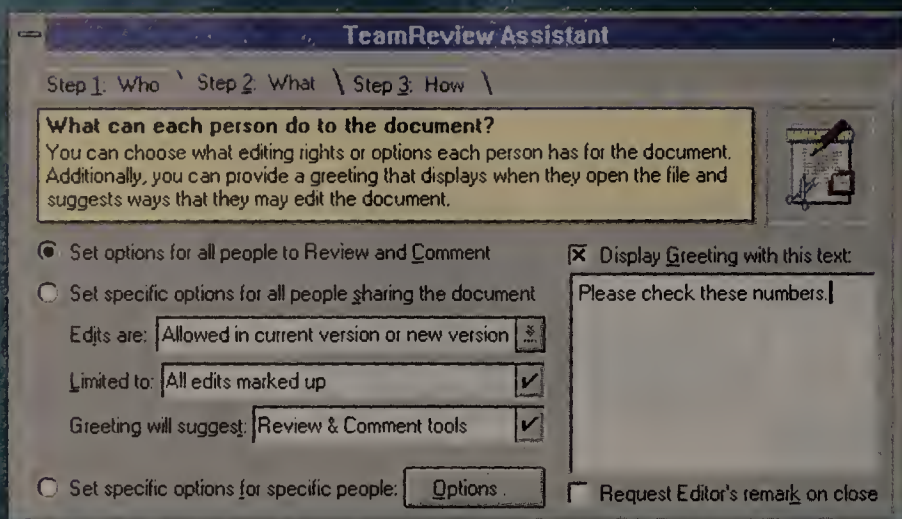 TeamReview Assistant
Step 1: Who
Step 2: What
Step 3: How
What can each person do to the document?
You can choose what editing rights or options each person has for the document.
Additionally, you can provide a greeting that displays when they open the file and
suggests ways that they may edit the document.
Set options for all people to Review and Comment
Set specific options for all people sharing the document
Edits are: Allowed in current version or new version
Limited to: All edits marked up
Greeting will suggest: Review & Comment tools
Set specific options for specific people: Options .
Display Greeting with this text:
Please check these numbers.
Request Editor's remark on close